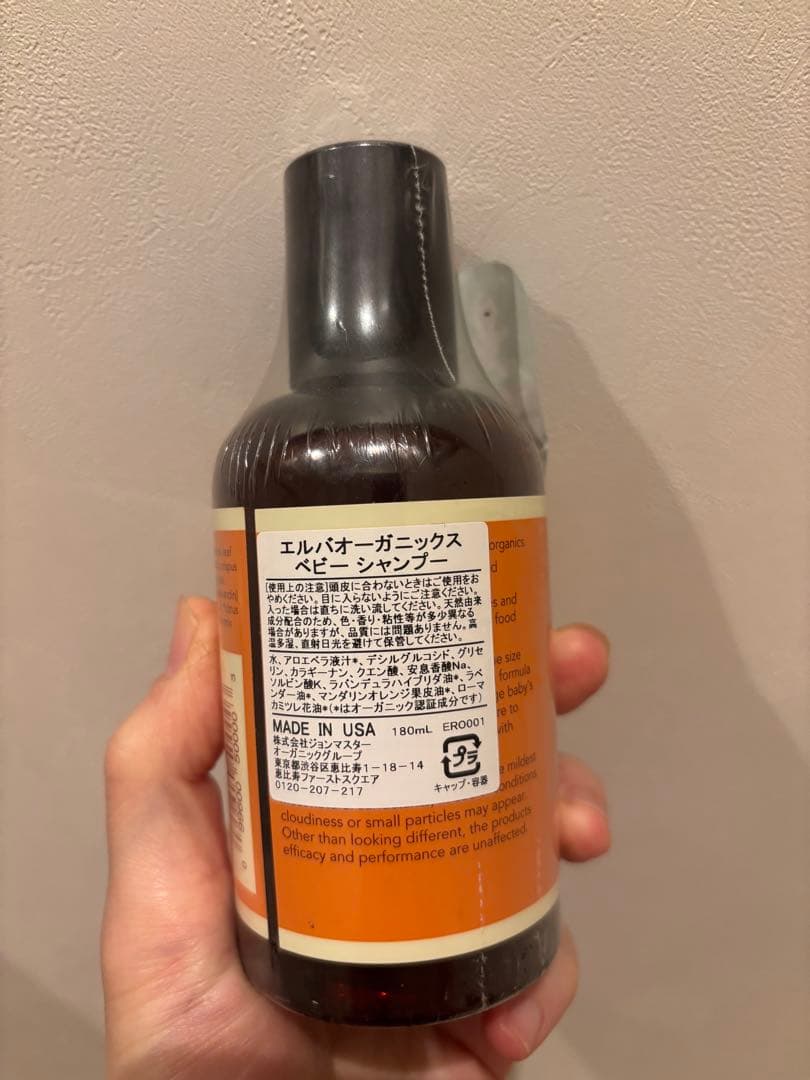 エルバオーガニックス
ベビー シャンプー
[使用上の注意]頭皮に合わないときはご使用をお
やめください。目に入らないようにご注意ください。
入った場合は直ちに洗い流してください。天然由来
成分配合のため、色・香り・粘性等が多少異なる
場合がありますが、品質には問題ありません。高
温多湿、直射日光を避けて保管してください。
水、アロエベラ液汁*、デシルグルコシド、グリセ
リン、カラギーナン、クエン酸、安息香酸Na、
ソルビン酸K、ラバンデュラハイブリダ油*、ラベ
ンダー油*、マンダリンオレンジ果皮油*、ローマ
カミツレ花油*(*はオーガニック認証成分です)
MADE IN USA 180mL ERO001
株式会社ジョンマスター
オーガニックグループ
東京都渋谷区恵比寿1-18-14
恵比寿ファーストスクエア
0120-207-217
プラ
キャップ・容器
organics.
and
food
size
formula
baby's
to
with
mildest
cloudiness or small particles may appear.
Other than looking different, the products
efficacy and performance are unaffected.